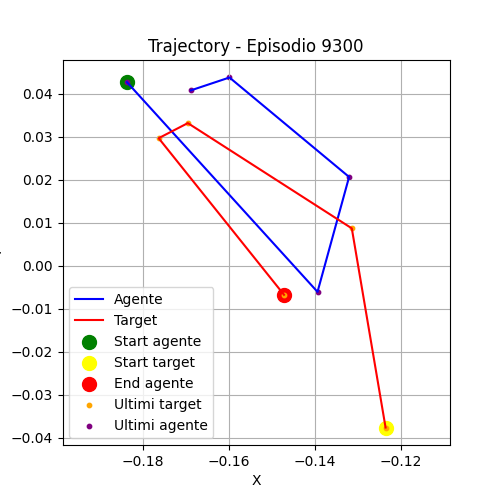 Trajectory - Episodio 9300
0.04
0.03
0.02
0.01
0.00
−0.01
−0.02
−0.03
−0.04
Agente
Target
Start agente
Start target
End agente
Ultimi target
Ultimi agente
−0.18 −0.16 −0.14 −0.12
X